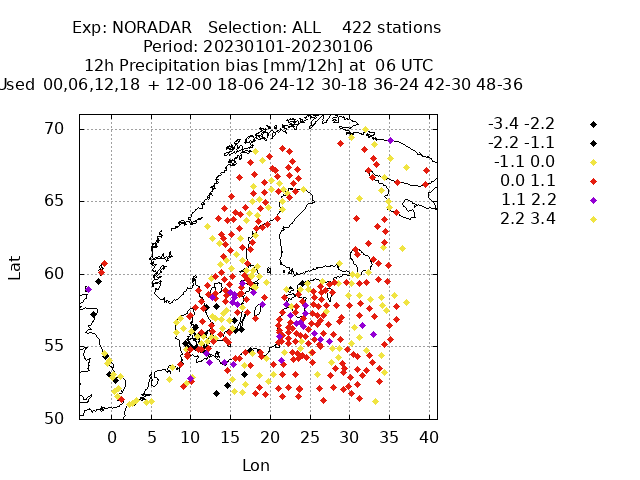 Exp: NORADAR Selection: ALL 422 stations
Period: 20230101-20230106
12h Precipitation bias [mm/12h] at 06 UTC
Used 00,06,12,18 + 12-00 18-06 24-12 30-18 36-24 42-30 48-36
70
65
60
55
50
Lat
0 5 10 15 20 25 30 35 40
Lon
-3.4 -2.2
-2.2 -1.1
-1.1 0.0
0.0 1.1
1.1 2.2
2.2 3.4